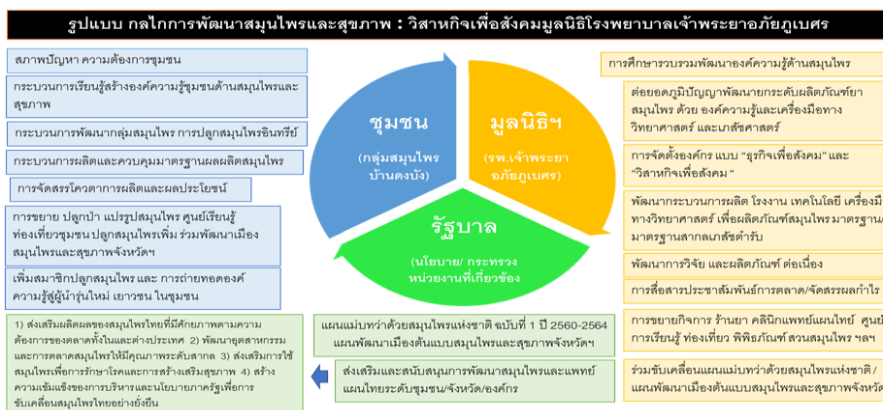 รูปแบบ กลไกการพัฒนาสมุนไพรและสุขภาพ : วิสาหกิจเพื่อสังคมมูลนิธิโรงพยาบาลเจ้าพระยาอภัยภูเบศร
สภาพปัญหา ความต้องการชุมชน
กระบวนการเรียนรู้สร้างองค์ความรู้ชุมชนด้านสมุนไพรและ
สุขภาพ
กระบวนการพัฒนากลุ่มสมุนไพร การปลูกสมุนไพรอินทรีย์
กระบวนการผลิตและควบคุมมาตรฐานผลผลิตสมุนไพร
การจัดสรรโควตาการผลิตและผลประโยชน์
การขยาย ปลูกป่า แปรรูปสมุนไพร ศูนย์เรียนรู้
ท่องเที่ยวชุมชน ปลูกสมุนไพรเพิ่ม ร่วมพัฒนาเมือง
สมุนไพรและสุขภาพจังหวัดฯ
เพิ่มสมาชิกปลูกสมุนไพรและ การถ่ายทอดองค์
ความรู้สู่ผู้นำรุ่นใหม่ เยาวชน ในชุมชน
1) ส่งเสริมผลิตผลของสมุนไพรไทยที่มีศักยภาพตามความ
ต้องการของตลาดทั้งในและต่างประเทศ 2) พัฒนาอุตสาหกรรม
และการตลาดสมุนไพรให้มีคุณภาพระดับสากล 3) ส่งเสริมการใช้
สมุนไพรเพื่อการรักษาโรคและการสร้างเสริมสุขภาพ 4) สร้าง
ความเข้มแข็งของการบริหารและนโยบายภาครัฐเพื่อการ
ขับเคลื่อนสมุนไพรไทยอย่างยั่งยืน
ชุมชน
(กลุ่มสมุนไพร
บ้านดงบัง)
มูลนิธิฯ
(รพ.เจ้าพระยา
อภัยภูเบศร)
รัฐบาล
(นโยบาย/ กระทรวง
หน่วยงานที่เกี่ยวข้อง
แผนแม่บทว่าด้วยสมุนไพรแห่งชาติ ฉบับที่ 1 ปี 2560-2564
แผนพัฒนาเมืองต้นแบบสมุนไพรและสุขภาพจังหวัดฯ
ส่งเสริมและสนับสนุนการพัฒนาสมุนไพรและแพทย์
แผนไทยระดับชุมชน/จังหวัด/องค์กร
การศึกษารวบรวมพัฒนาองค์ความรู้ด้านสมุนไพร
ต่อยอดภูมิปัญญาพัฒนายกระดับผลิตภัณฑ์ยา
สมุนไพร ด้วย องค์ความรู้และเครื่องมือทาง
วิทยาศาสตร์ และเภสัชศาสตร์
การจัดตั้งองค์กร แบบ "ธุรกิจเพื่อสังคม" และ
"วิสาหกิจเพื่อสังคม "
พัฒนากระบวนการผลิต โรงงาน เทคโนโลยี เครื่องมือ
ทางวิทยาศาสตร์ เพื่อผลิตภัณฑ์สมุนไพร มาตรฐาน/
มาตรฐานสากลเภสัชตำรับ
พัฒนาการวิจัย และผลิตภัณฑ์ ต่อเนื่อง
การสื่อสารประชาสัมพันธ์การตลาด/จัดสรรผลกำไร
การขยายกิจการ ร้านยา คลินิกแพทย์แผนไทย ศูนย์
การเรียนรู้ ท่องเที่ยว พิพิธภัณฑ์ สวนสมุนไพร ฯลฯ
ร่วมขับเคลื่อนแผนแม่บทว่าด้วยสมุนไพรแห่งชาติ /
แผนพัฒนาเมืองต้นแบบสมุนไพรและสุขภาพจังหวัด